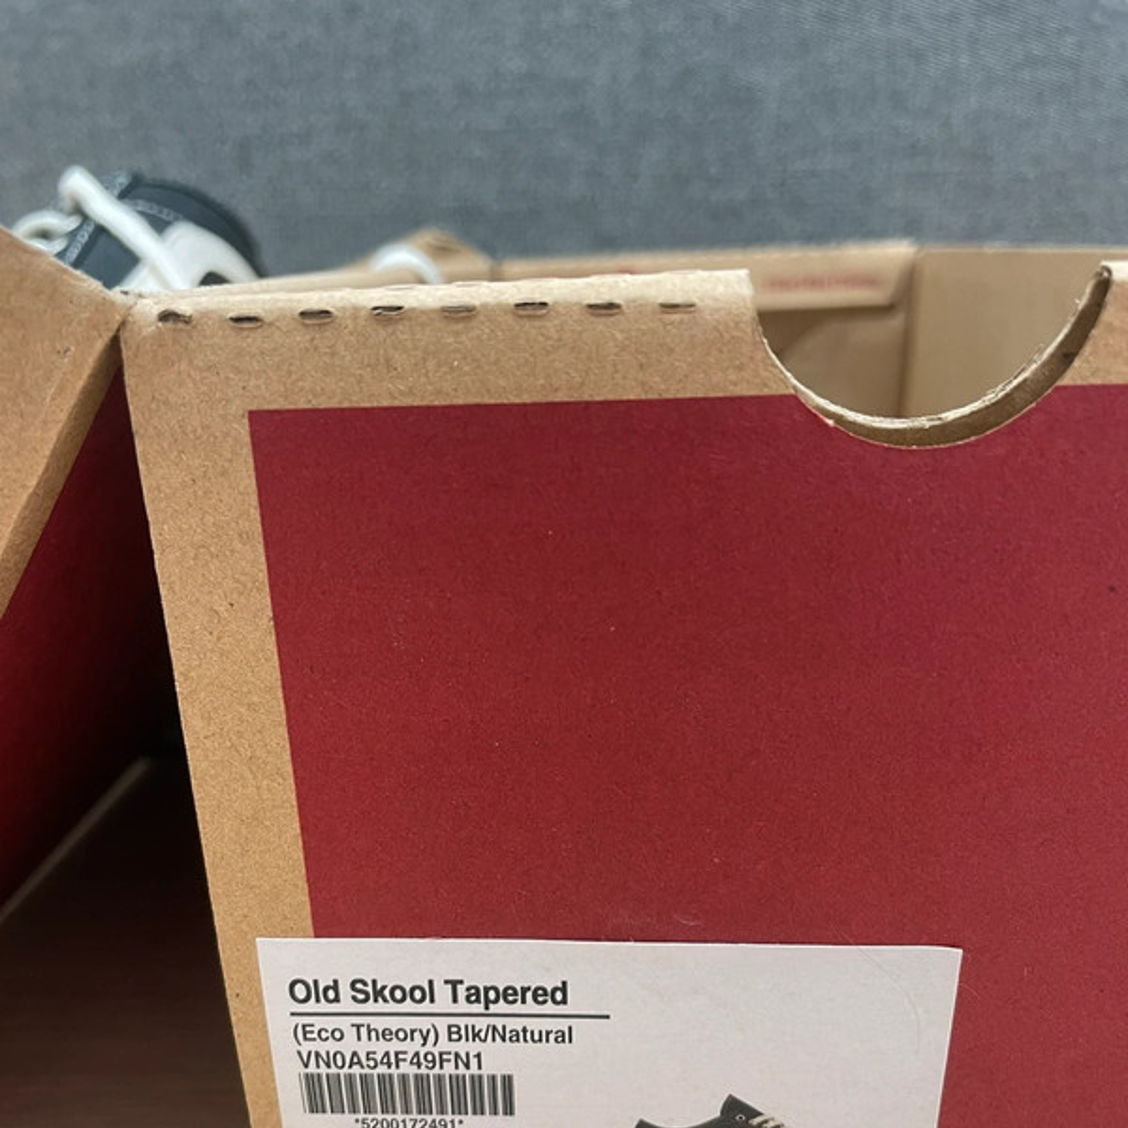 Old Skool Tapered
(Eco Theory) Blk/Natural
VN0A54F49FN1
*5200172491*